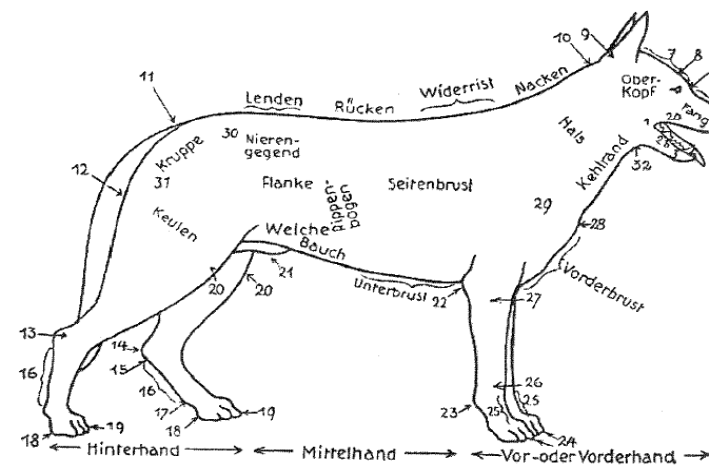 9
10
7
8
Ober-
Kopf
Fang
11
Lenden
Rücken
Widerrist
Nacken
1
20
Hals
30
Nieren-
gegend
Kruppe
Kehlrand
32
12
31
Flanke
Rippen-
bogen
Seitenbrust
29
Keulen
Welche
28
Bauch
20
20
21
Unterbrust
22
Vorderbrust
27
13
14
15
16
16
26
25
25
17
18
19
23
24
18
19
Hinterhand
Mittelhand
Vor-oder Vorderhand